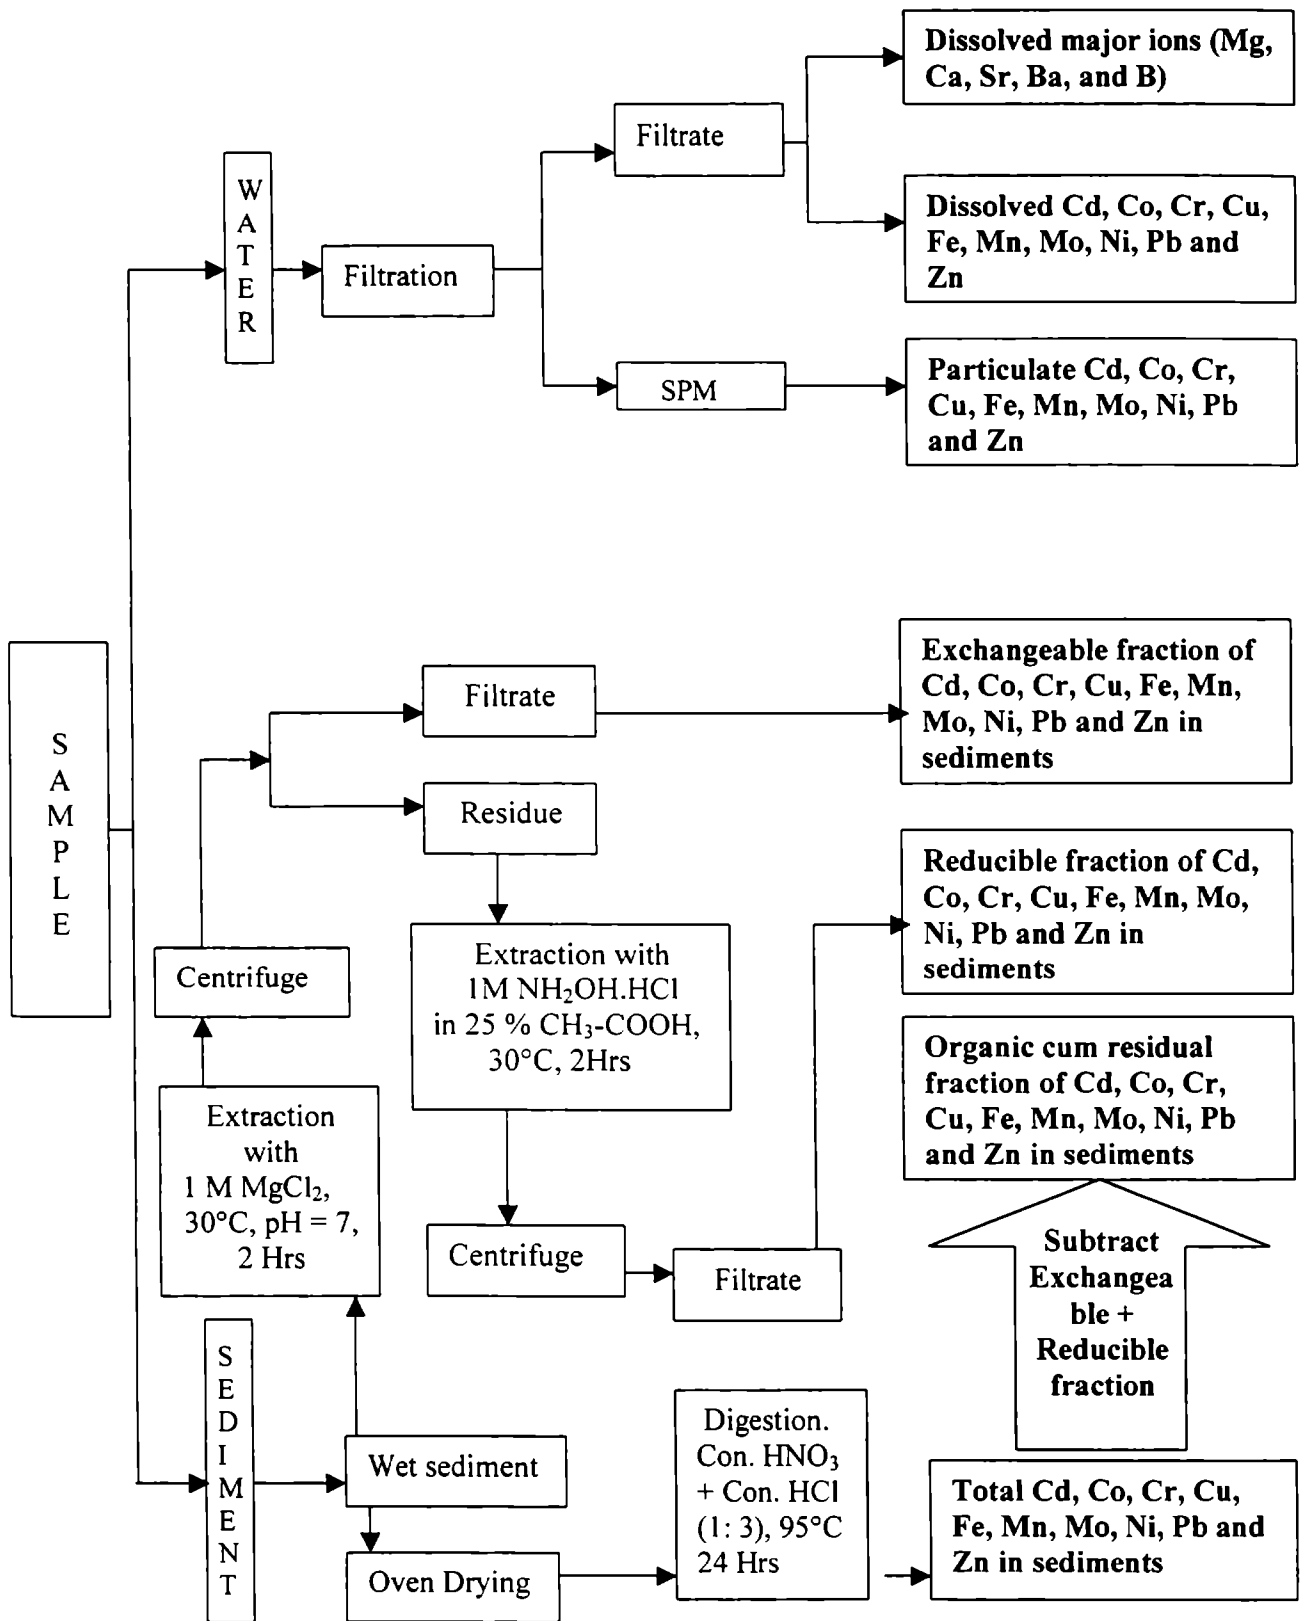 Dissolved major ions (Mg,
Ca, Sr, Ba, and B)
Filtrate
WATER
Filtration
Dissolved Cd, Co, Cr, Cu,
Fe, Mn, Mo, Ni, Pb and
Zn
SPM
Particulate Cd, Co, Cr,
Cu, Fe, Mn, Mo, Ni, Pb
and Zn
SAMPLE
Filtrate
Exchangeable fraction of
Cd, Co, Cr, Cu, Fe, Mn,
Mo, Ni, Pb and Zn in
sediments
Residue
Reducible fraction of Cd,
Co, Cr, Cu, Fe, Mn, Mo,
Ni, Pb and Zn in
sediments
Centrifuge
Extraction with
1M NH₂OH.HCl
in 25 % CH₃-COOH,
30°C, 2Hrs
Organic cum residual
fraction of Cd, Co, Cr,
Cu, Fe, Mn, Mo, Ni, Pb
and Zn in sediments
Extraction
with
1 M MgCl₂,
30°C, pH = 7,
2 Hrs
Centrifuge
Filtrate
Subtract
Exchangea
ble +
Reducible
fraction
SEDIMENT
Wet sediment
Oven Drying
Digestion.
Con. HNO₃
+ Con. HCl
(1: 3), 95°C
24 Hrs
Total Cd, Co, Cr, Cu,
Fe, Mn, Mo, Ni, Pb and
Zn in sediments